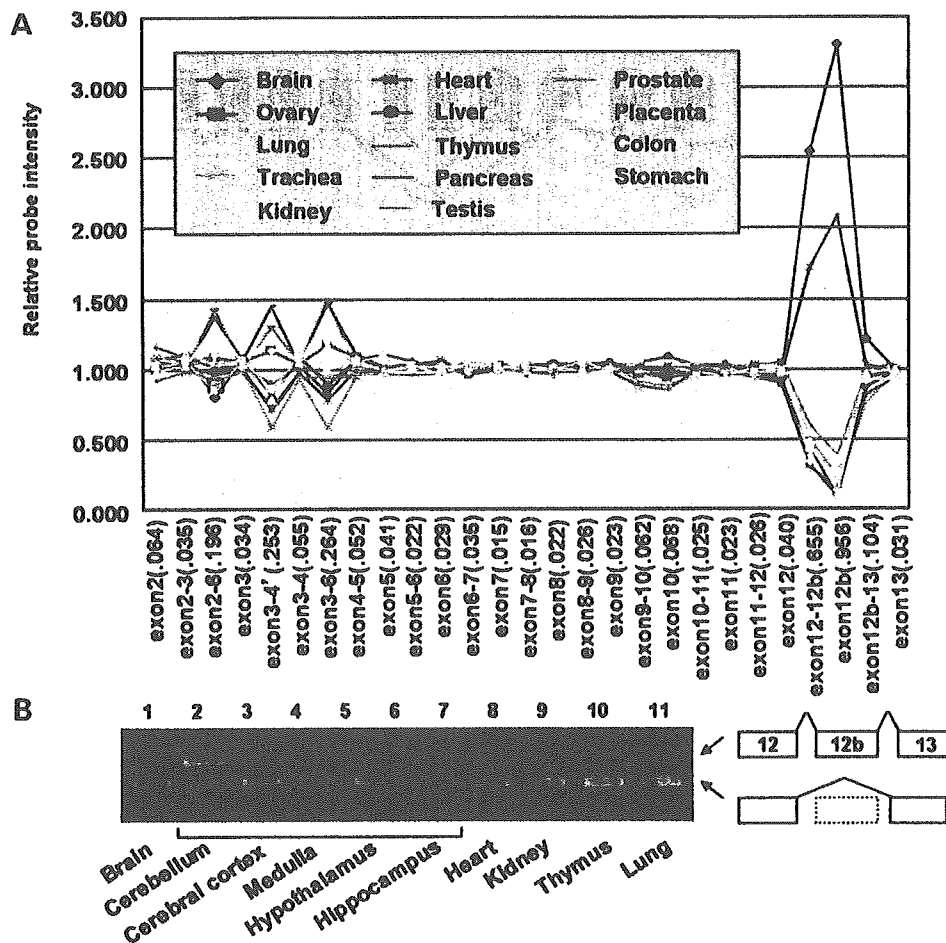 A
Relative probe intensity
3.500
3.000
2.500
2.000
1.500
1.000
0.500
0.000
Brain Heart Prostate
Ovary Liver Placenta
Lung Thymus Colon
Trachea Pancreas Stomach
Kidney Testis
exon2(.064)
exon2-3(.035)
exon2-6(.196)
exon3(.034)
exon3-4'(.253)
exon3-4(.055)
exon3-6(.264)
exon4-5(.052)
exon5(.041)
exon5-6(.022)
exon6(.029)
exon6-7(.035)
exon7(.015)
exon7-8(.016)
exon8(.022)
exon8-9(.026)
exon9(.023)
exon9-10(.062)
exon10(.068)
exon10-11(.025)
exon11(.023)
exon11-12(.026)
exon12(.040)
exon12-12b(.655)
exon12b(.956)
exon12b-13(.104)
exon13(.031)
B
1 2 3 4 5 6 7 8 9 10 11
12 12b 13
Brain
Cerebellum
Cerebral cortex
Medulla
Hypothalamus
Hippocampus
Heart
Kidney
Thymus
Lung